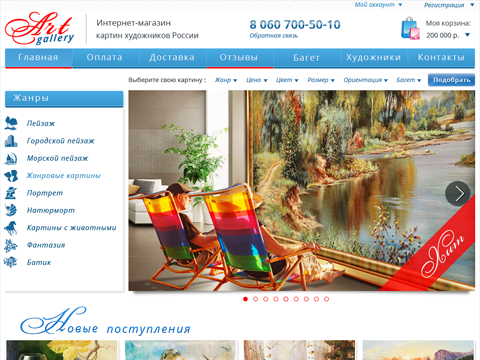 Мой аккаунт Регистрация
Art gallery
Интернет-магазин
картин художников России
8 060 700-50-10
Обратная связь
Моя корзина:
200 000 р.
Главная Оплата Доставка Отзывы Багет Художники Контакты
Выберите свою картину : Жанр Цена Цвет Размер Ориентация Багет Подобрать
Жанры
Пейзаж
Городской пейзаж
Морской пейзаж
Жанровые картины
Портрет
Натюрморт
Картины с животными
Фантазия
Батик
Хит
Новые поступления